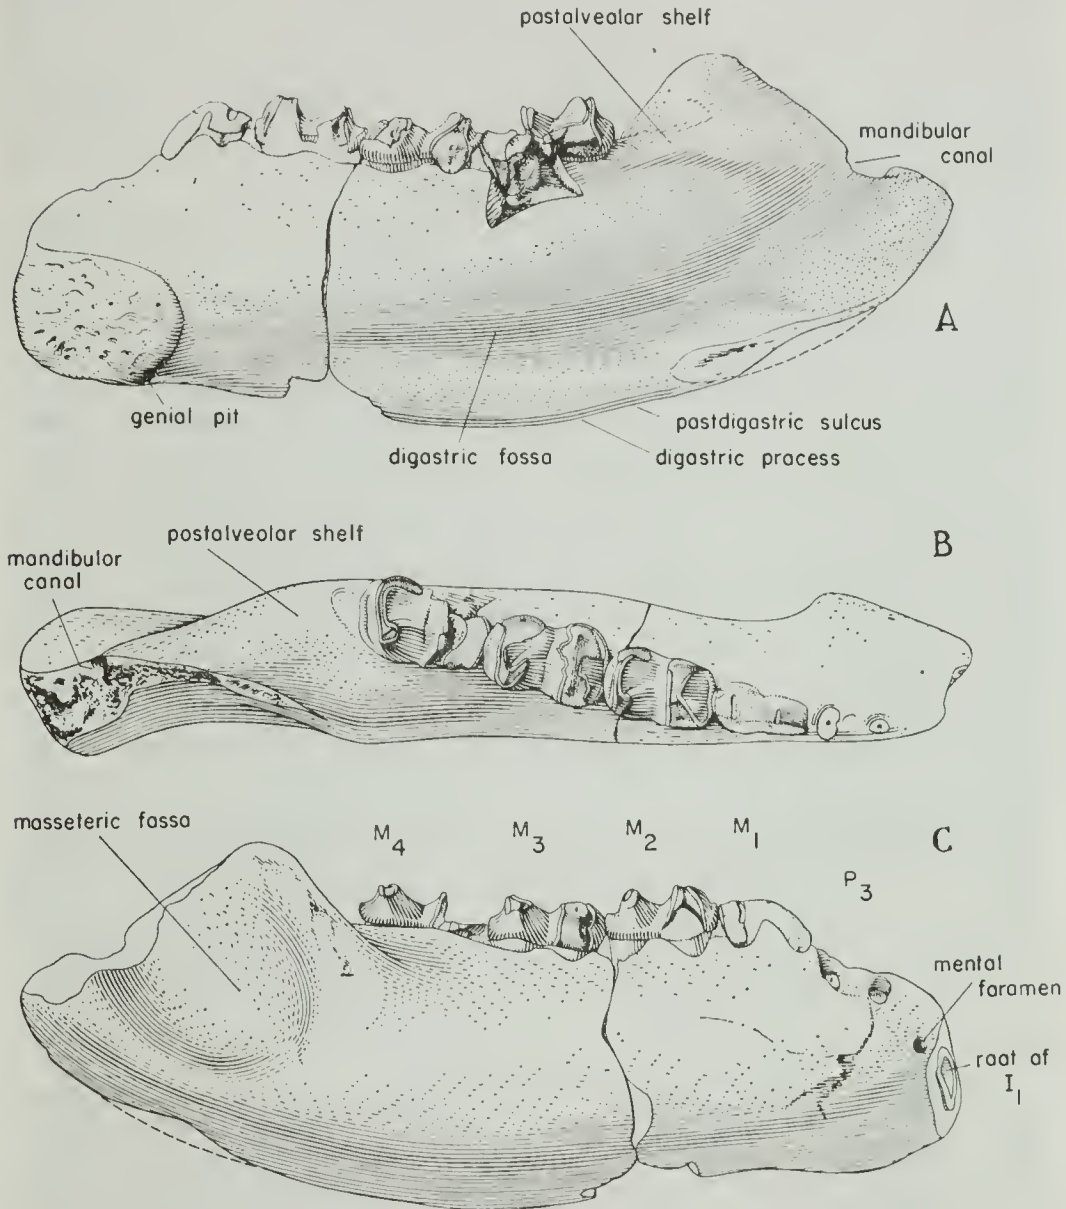 postalveolar shelf
mandibular
canal
A
genial pit
postdigastric sulcus
digastric fossa
digastric process
B
postalveolar shelf
mandibular
canal
masseteric fossa
M4
M3
M2
M1
C
P3
mental
foramen
root of
I1